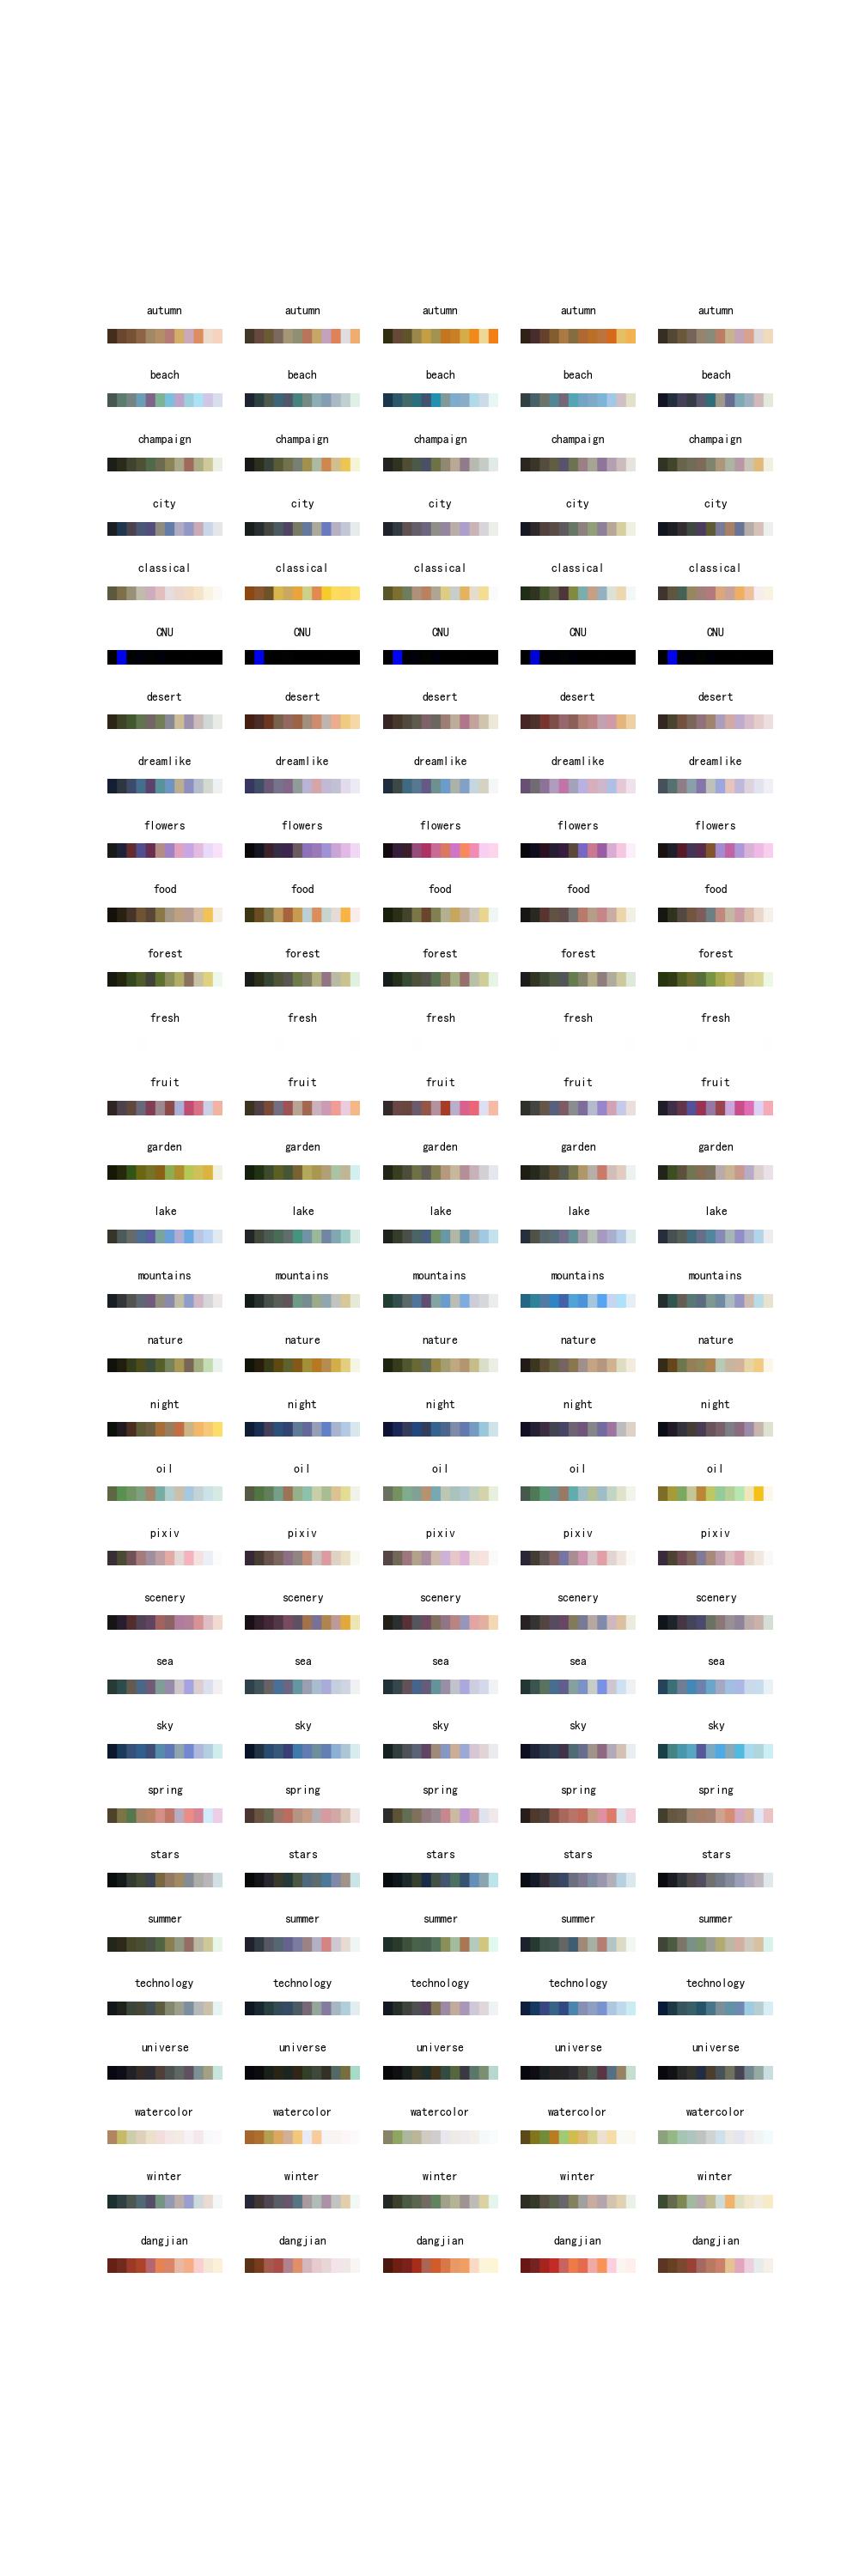 autumn autumn autumn autumn autumn
beach beach beach beach beach
champaign champaign champaign champaign champaign
city city city city city
classical classical classical classical classical
CNU CNU CNU CNU CNU
desert desert desert desert desert
dreamlike dreamlike dreamlike dreamlike dreamlike
flowers flowers flowers flowers flowers
food food food food food
forest forest forest forest forest
fresh fresh fresh fresh fresh
fruit fruit fruit fruit fruit
garden garden garden garden garden
lake lake lake lake lake
mountains mountains mountains mountains mountains
nature nature nature nature nature
night night night night night
oil oil oil oil oil
pixiv pixiv pixiv pixiv pixiv
scenery scenery scenery scenery scenery
sea sea sea sea sea
sky sky sky sky sky
spring spring spring spring spring
stars stars stars stars stars
summer summer summer summer summer
technology technology technology technology technology
universe universe universe universe universe
watercolor watercolor watercolor watercolor watercolor
winter winter winter winter winter
dangjian dangjian dangjian dangjian dangjian